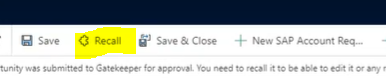 Save Recall Save & Close New SAP Account Req...
tunity was submitted to Gatekeeper for approval. You need to recall it to be able to edit it or any